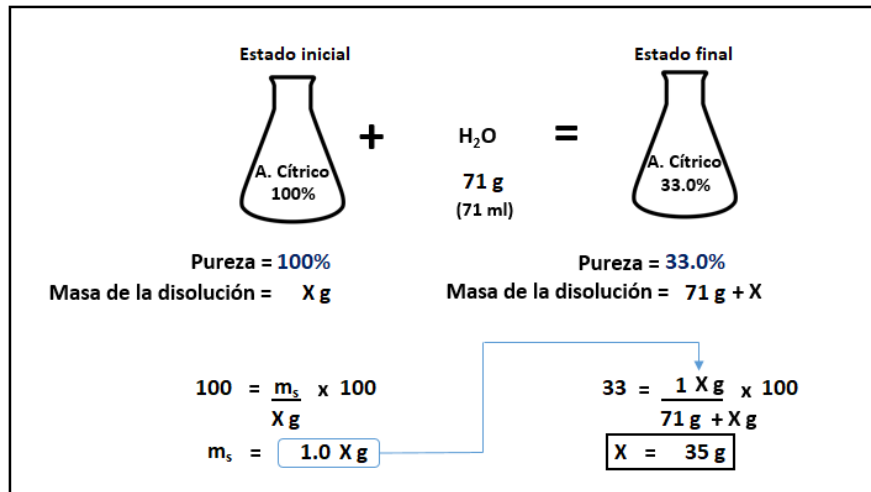 Estado inicial
Estado final
+
H₂O
=
A. Cítrico
100%
71 g
(71 ml)
A. Cítrico
33.0%
Pureza = 100%
Masa de la disolución = X g
Pureza = 33.0%
Masa de la disolución = 71 g + X
100 = mₛ x 100
X g
mₛ = 1.0 X g
33 = 1 X g x 100
71 g + X g
X = 35 g